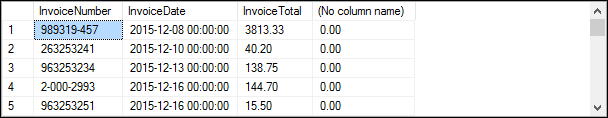 InvoiceNumber InvoiceDate InvoiceTotal (No column name)
1 989319-457 2015-12-08 00:00:00 3813.33 0.00
2 263253241 2015-12-10 00:00:00 40.20 0.00
3 963253234 2015-12-13 00:00:00 138.75 0.00
4 2-000-2993 2015-12-16 00:00:00 144.70 0.00
5 963253251 2015-12-16 00:00:00 15.50 0.00